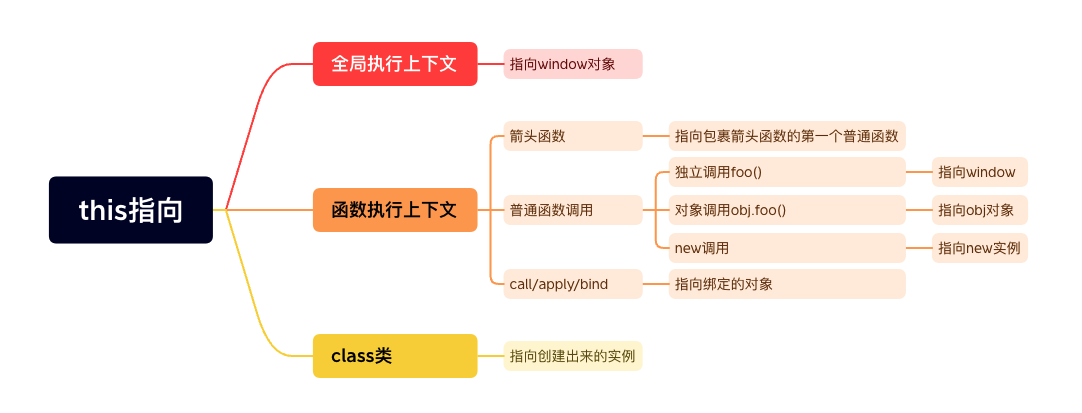 this指向
全局执行上下文
指向window对象
函数执行上下文
箭头函数
指向包裹箭头函数的第一个普通函数
普通函数调用
独立调用foo()
指向window
对象调用obj.foo()
指向obj对象
new调用
指向new实例
call/apply/bind
指向绑定的对象
class类
指向创建出来的实例